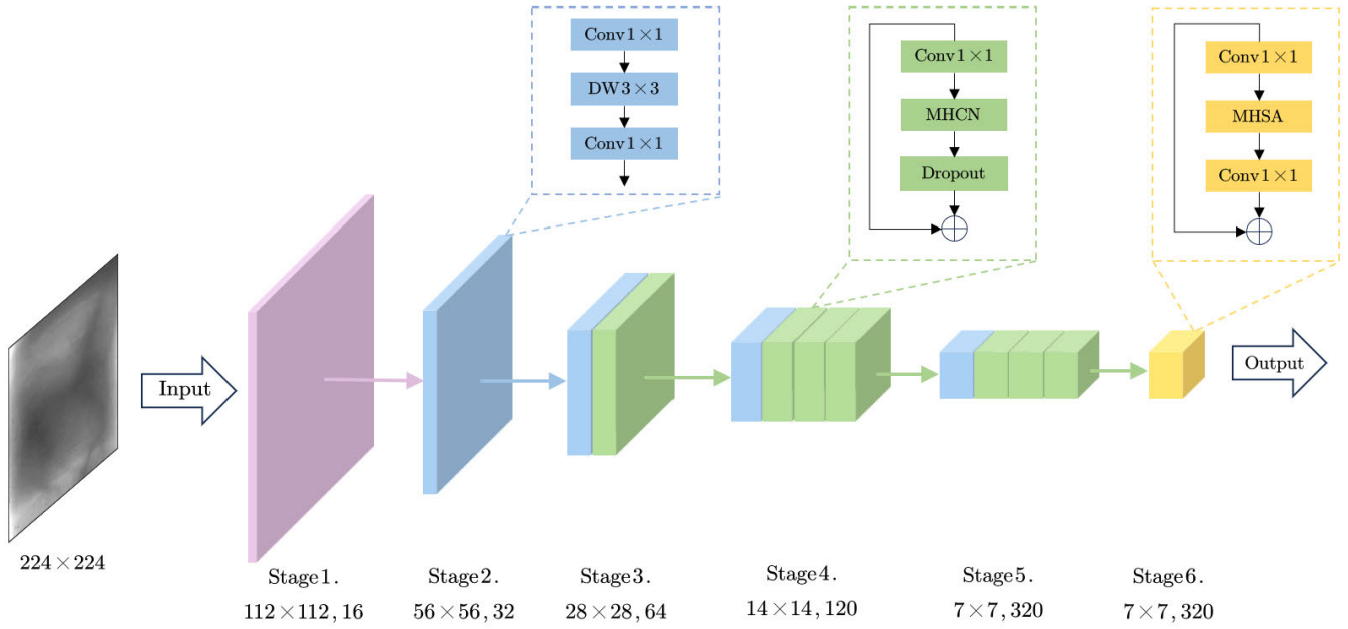 Conv1×1
DW3×3
Conv1×1
Conv1×1
MHCN
Dropout
Conv1×1
MHSA
Conv1×1
Input
Output
224×224
Stage1.
112×112,16
Stage2.
56×56,32
Stage3.
28×28,64
Stage4.
14×14,120
Stage5.
7×7,320
Stage6.
7×7,320